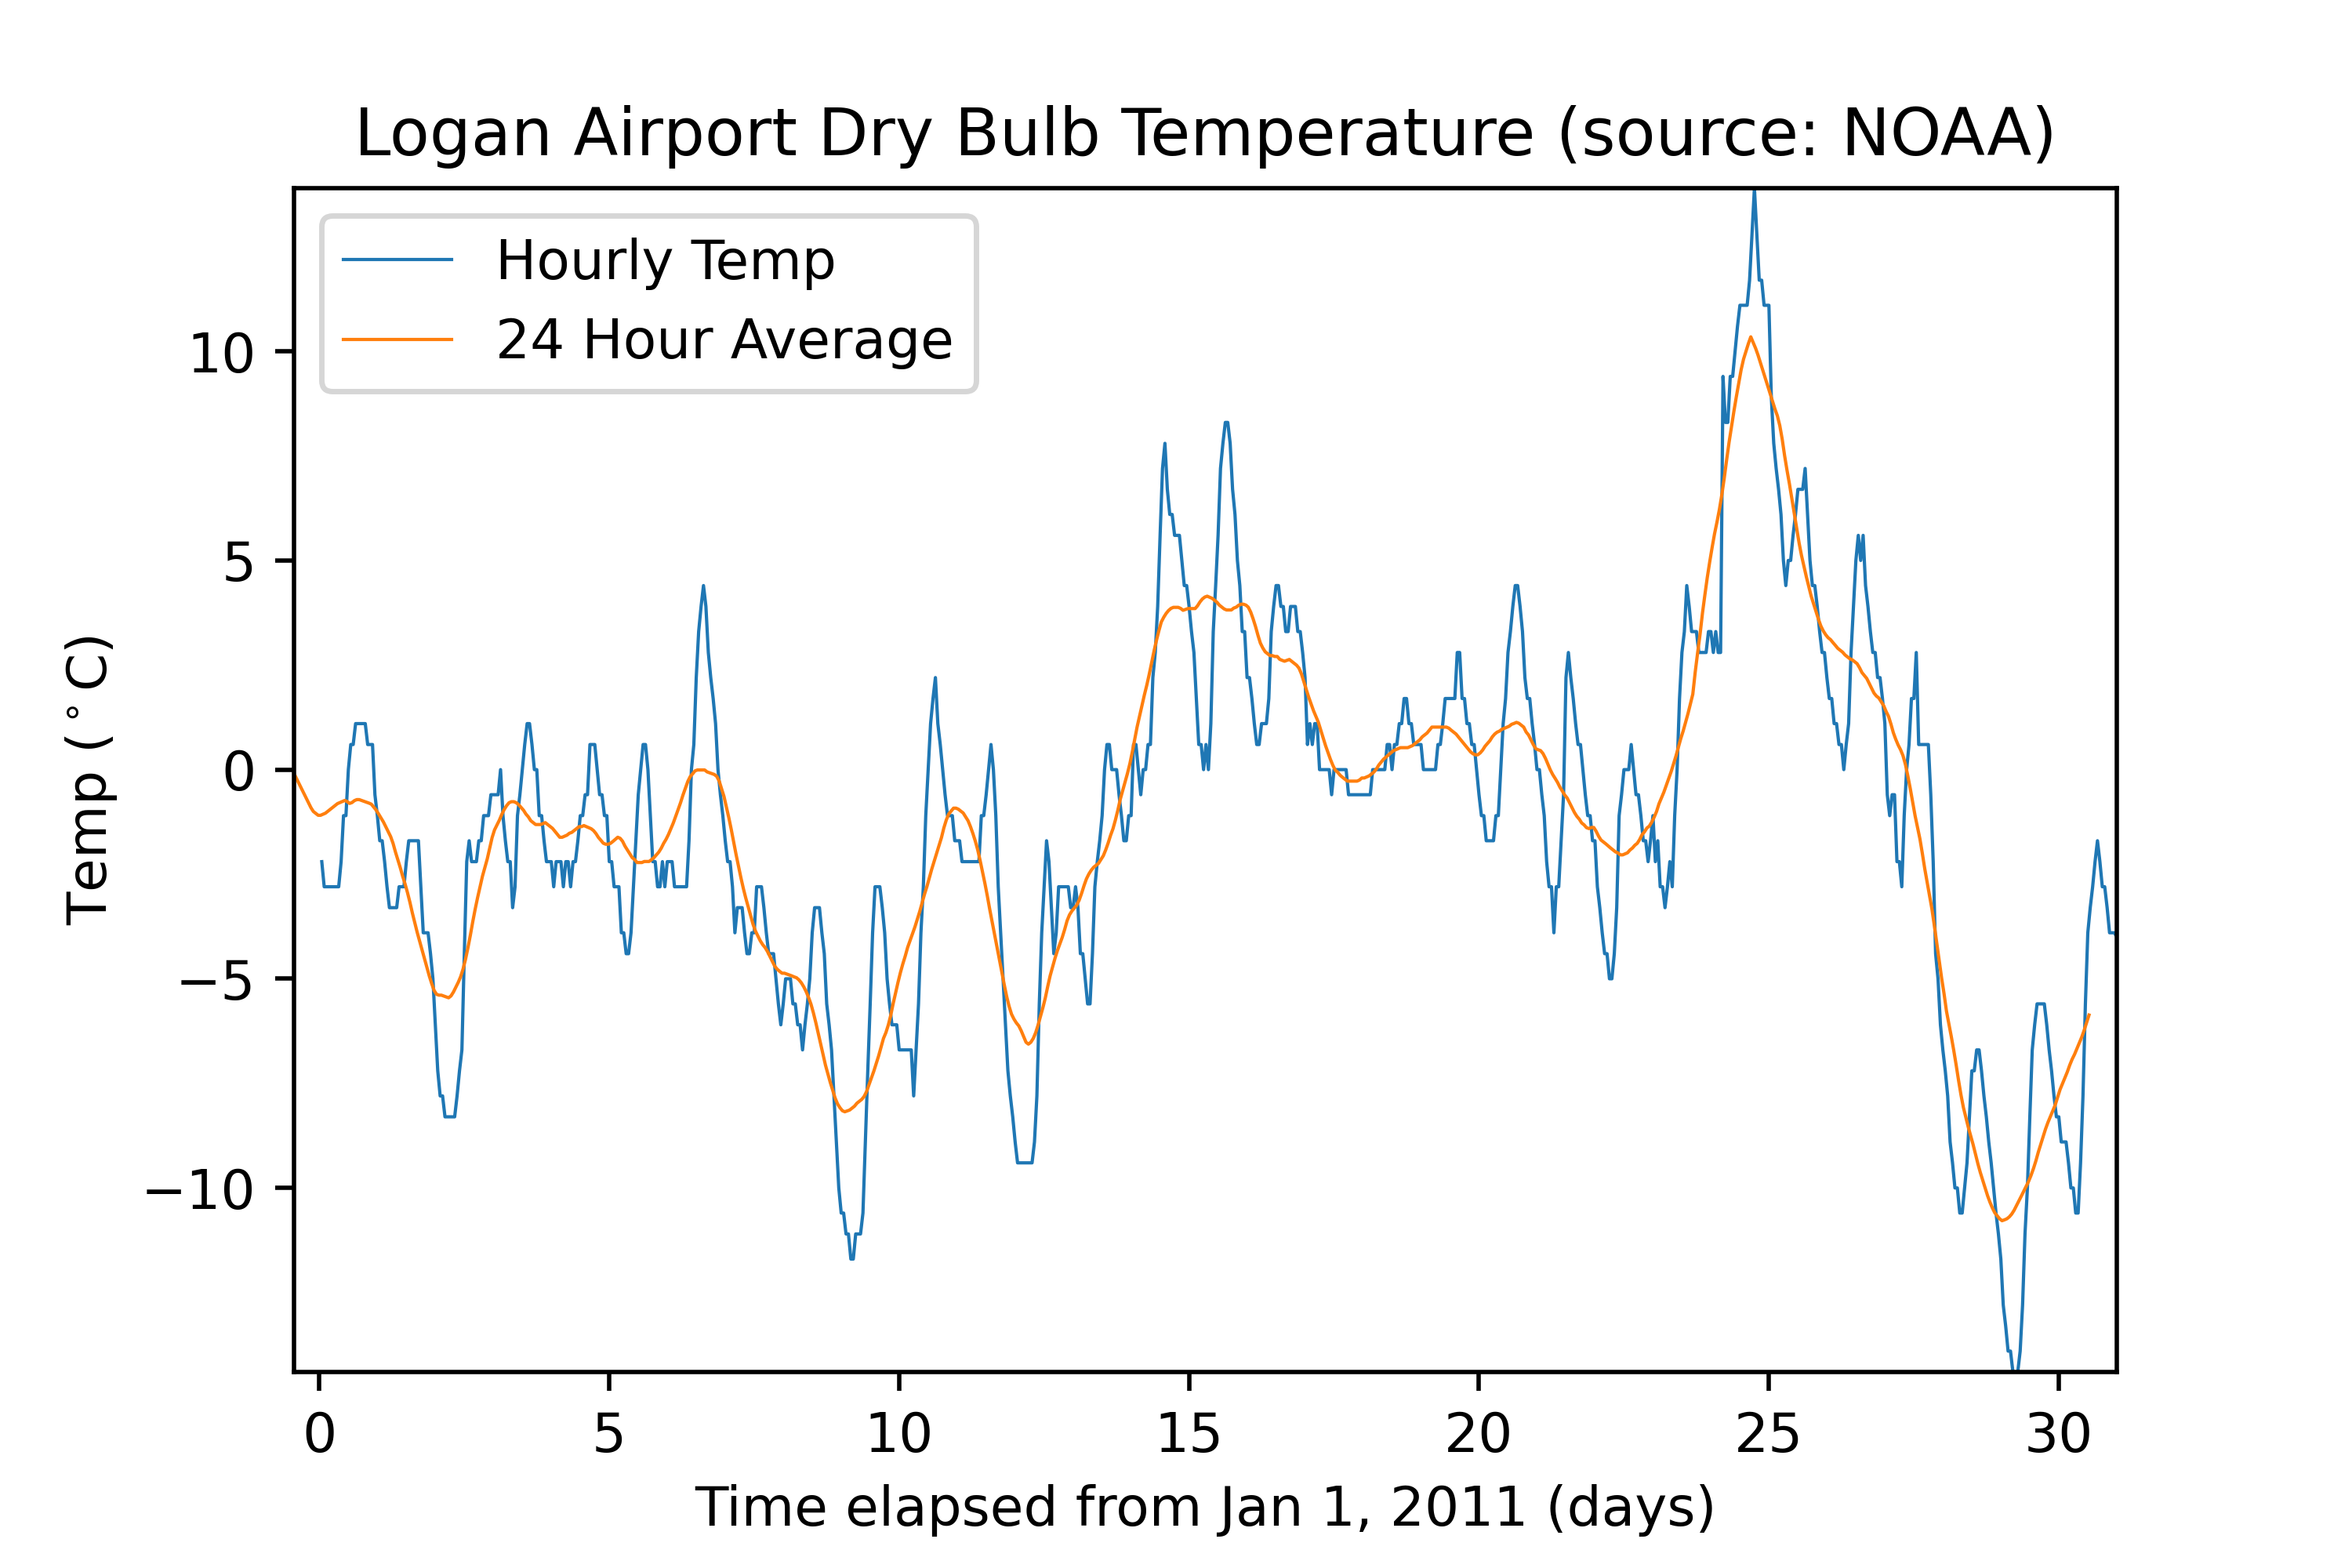 Logan Airport Dry Bulb Temperature (source: NOAA)
Hourly Temp
24 Hour Average
10
5
0
−5
−10
Temp (°C)
0 5 10 15 20 25 30
Time elapsed from Jan 1, 2011 (days)